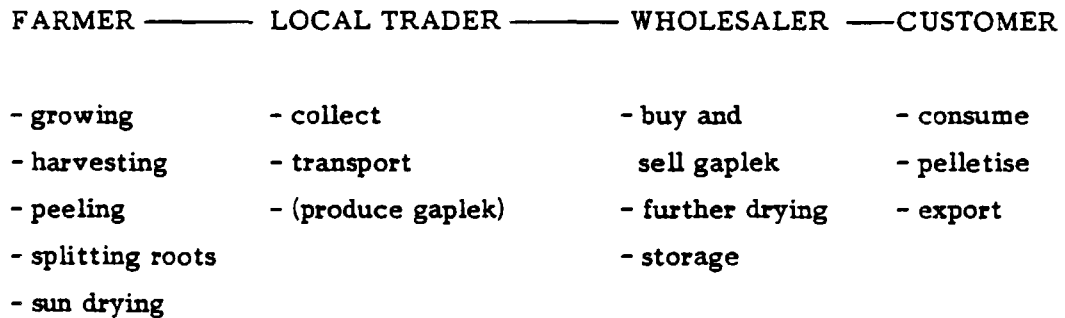 FARMER ——— LOCAL TRADER ——— WHOLESALER ——CUSTOMER
- growing - collect - buy and - consume
- harvesting - transport sell gaplek - pelletise
- peeling - (produce gaplek) - further drying - export
- splitting roots - storage
- sun drying